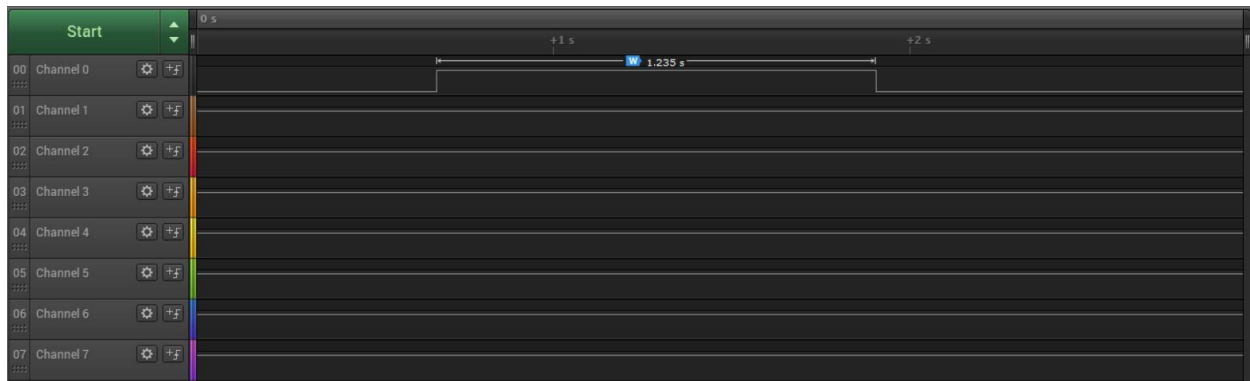 Start
0 s
+1 s
+2 s
00 Channel 0
W 1.235 s
01 Channel 1
02 Channel 2
03 Channel 3
04 Channel 4
05 Channel 5
06 Channel 6
07 Channel 7